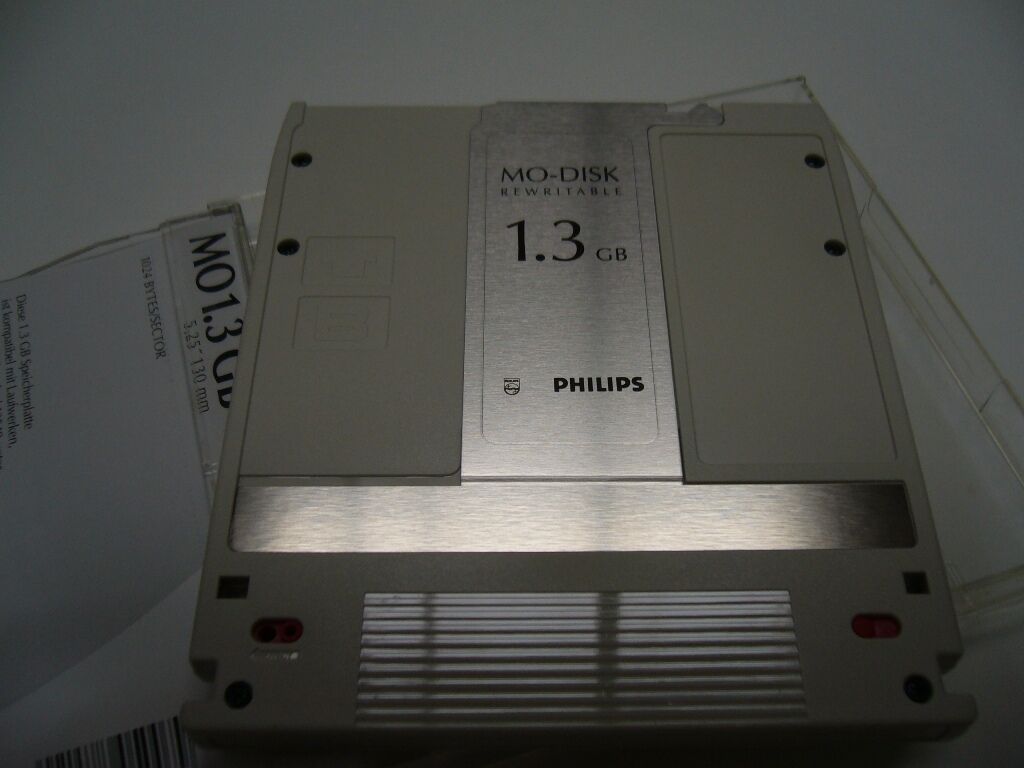 MO-DISK
REWRITABLE
1.3 GB
PHILIPS
B
MO1.3 GB
5.25" 130 mm
1024 BYTES/SECTOR
Diese 1.3 GB Speicherplatte
ist kompatibel mit Laufwerken,